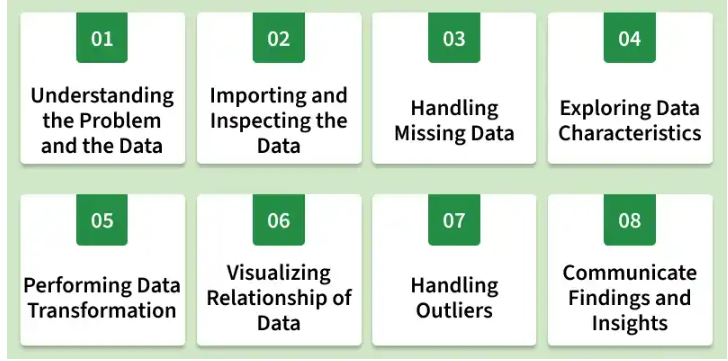 01
Understanding
the Problem
and the Data
02
Importing and
Inspecting the
Data
03
Handling
Missing Data
04
Exploring Data
Characteristics
05
Performing Data
Transformation
06
Visualizing
Relationship of
Data
07
Handling
Outliers
08
Communicate
Findings and
Insights